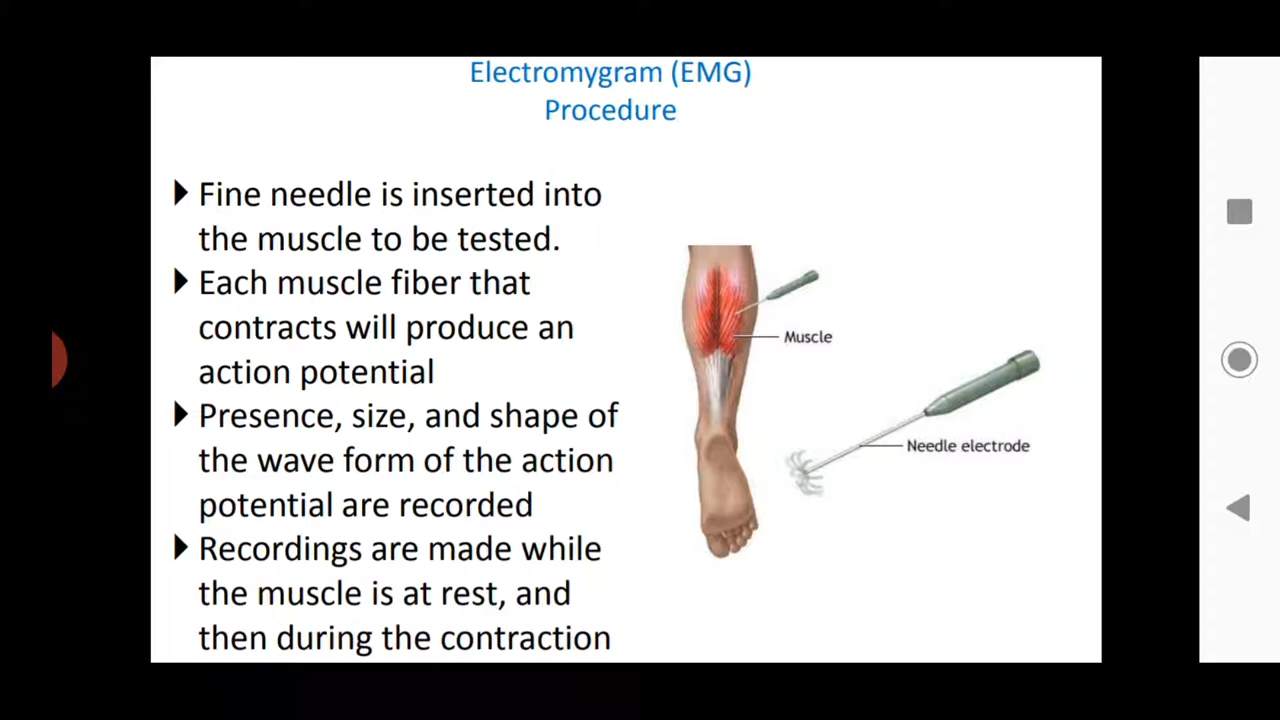 Electromygram (EMG)
Procedure
Fine needle is inserted into
the muscle to be tested.
Each muscle fiber that
contracts will produce an
action potential
Presence, size, and shape of
the wave form of the action
potential are recorded
Recordings are made while
the muscle is at rest, and
then during the contraction
Muscle
Needle electrode